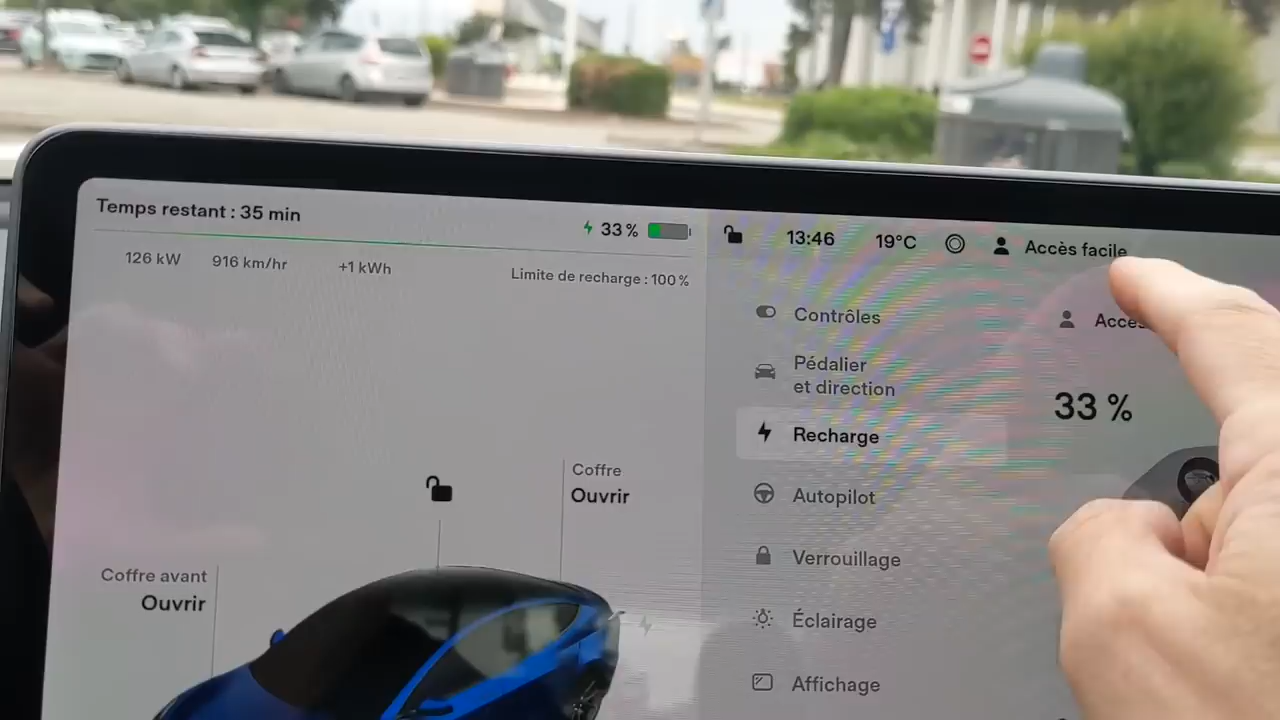 Temps restant : 35 min
33 %
126 kW
916 km/hr
+1 kWh
Limite de recharge : 100 %
Coffre
Ouvrir
Coffre avant
Ouvrir
13:46
19°C
Accès facile
Contrôles
Pédalier
et direction
Recharge
Autopilot
Verrouillage
Éclairage
Affichage
33 %